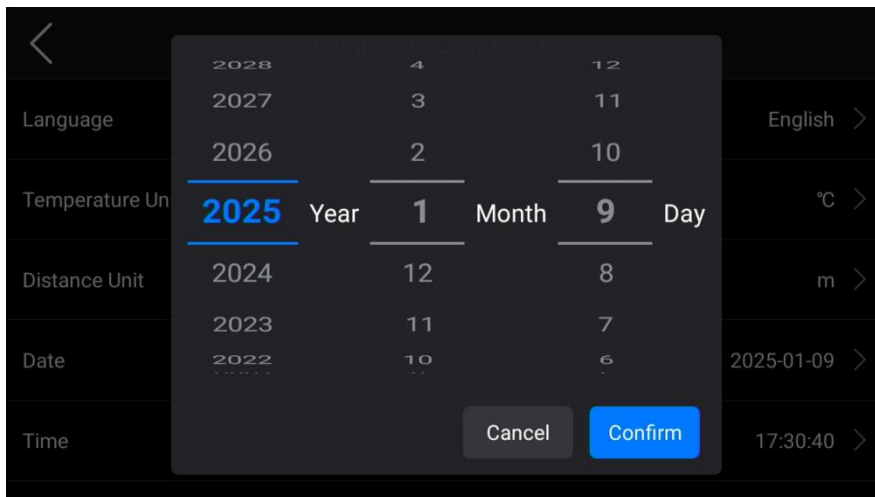 2028 4 12
2027 3 11
Language English
2026 2 10
Temperature Un ℃
2025 Year 1 Month 9 Day
2024 12 8
Distance Unit m
2023 11 7
2022 10 6
Date 2025-01-09
Cancel Confirm
Time 17:30:40